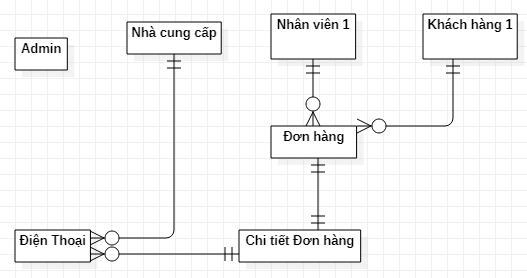 Admin
Nhà cung cấp
Nhân viên 1
Khách hàng 1
Đơn hàng
Điện Thoại
Chi tiết Đơn hàng